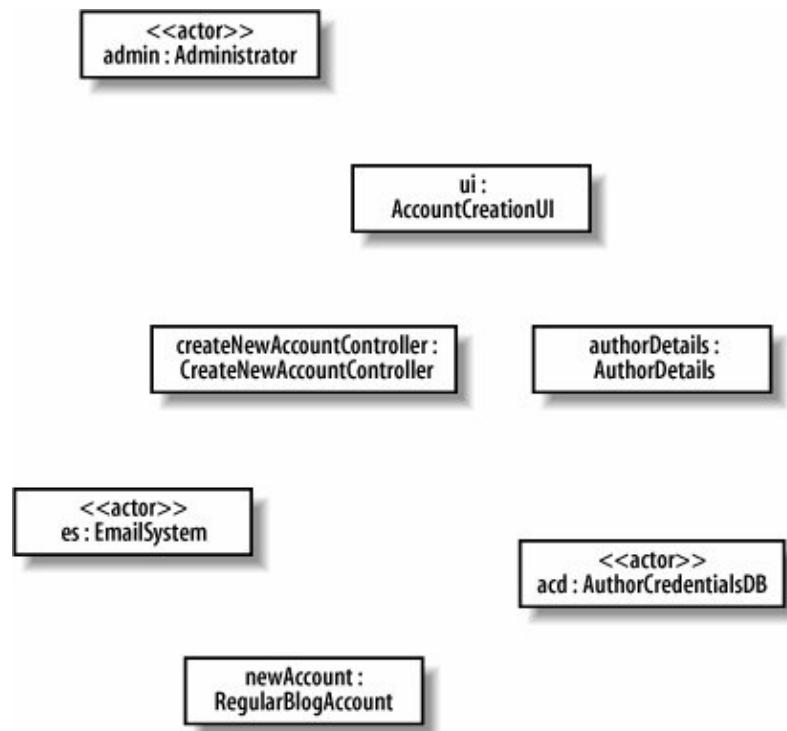 <<actor>>
admin : Administrator
ui :
AccountCreationUI
createNewAccountController :
CreateNewAccountController
authorDetails :
AuthorDetails
<<actor>>
es : EmailSystem
<<actor>>
acd : AuthorCredentialsDB
newAccount :
RegularBlogAccount